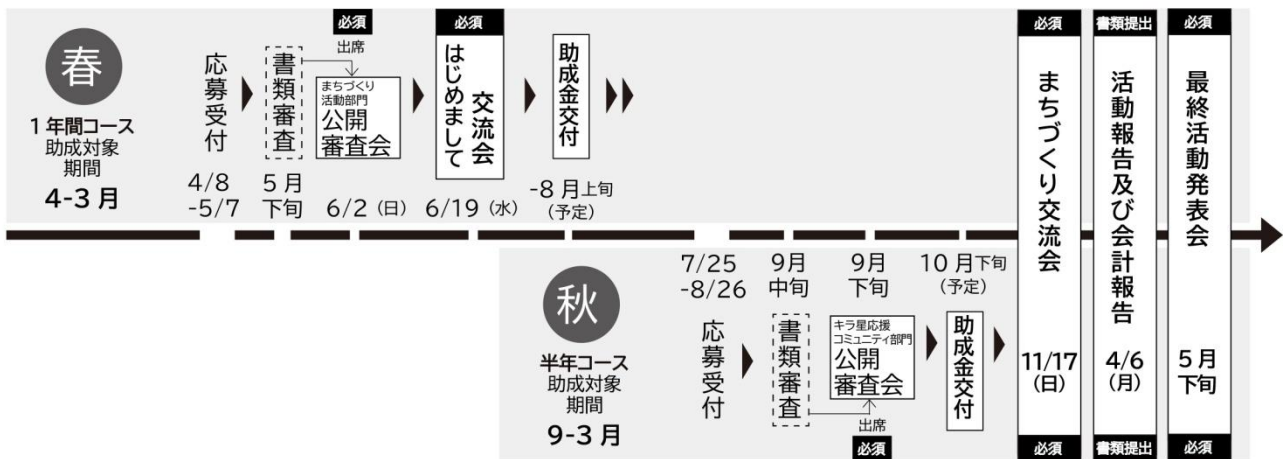 春
1年間コース
助成対象
期間
4-3月
応募受付
4/8
-5/7
書類審査
5月
下旬
必須
出席
まちづくり
活動部門
公開
審査会
6/2（日）
必須
はじめまして
交流会
6/19（水）
助成金交付
-8月上旬
（予定）
秋
半年コース
助成対象
期間
9-3月
7/25
-8/26
応募受付
9月
中旬
書類審査
9月
下旬
キラ星応援
コミュニティ部門
公開
審査会
出席
必須
10月下旬
（予定）
助成金交付
必須
まちづくり交流会
11/17
（日）
必須
書類提出
活動報告及び会計報告
4/6
（月）
書類提出
必須
最終活動発表会
5月
下旬
必須